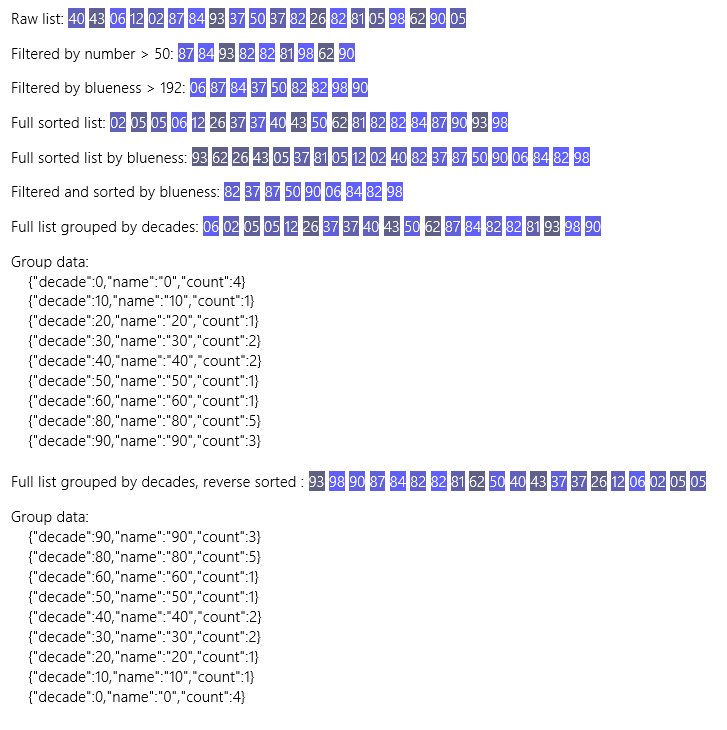 Raw list: 40 43 06 12 02 87 84 93 37 50 37 82 26 82 81 05 98 62 90 05
Filtered by number > 50: 87 84 93 82 82 81 98 62 90
Filtered by blueness > 192: 06 87 84 37 50 82 82 98 90
Full sorted list: 02 05 05 06 12 26 37 37 40 43 50 62 81 82 82 84 87 90 93 98
Full sorted list by blueness: 93 62 26 43 05 37 81 05 12 02 40 82 37 87 50 90 06 84 82 98
Filtered and sorted by blueness: 82 37 87 50 90 06 84 82 98
Full list grouped by decades: 06 02 05 05 12 26 37 37 40 43 50 62 87 84 82 82 81 93 98 90
Group data:
{"decade":0,"name":"0","count":4}
{"decade":10,"name":"10","count":1}
{"decade":20,"name":"20","count":1}
{"decade":30,"name":"30","count":2}
{"decade":40,"name":"40","count":2}
{"decade":50,"name":"50","count":1}
{"decade":60,"name":"60","count":1}
{"decade":80,"name":"80","count":5}
{"decade":90,"name":"90","count":3}
Full list grouped by decades, reverse sorted : 93 98 90 87 84 82 82 81 62 50 40 43 37 37 26 12 06 02 05 05
Group data:
{"decade":90,"name":"90","count":3}
{"decade":80,"name":"80","count":5}
{"decade":60,"name":"60","count":1}
{"decade":50,"name":"50","count":1}
{"decade":40,"name":"40","count":2}
{"decade":30,"name":"30","count":2}
{"decade":20,"name":"20","count":1}
{"decade":10,"name":"10","count":1}
{"decade":0,"name":"0","count":4}